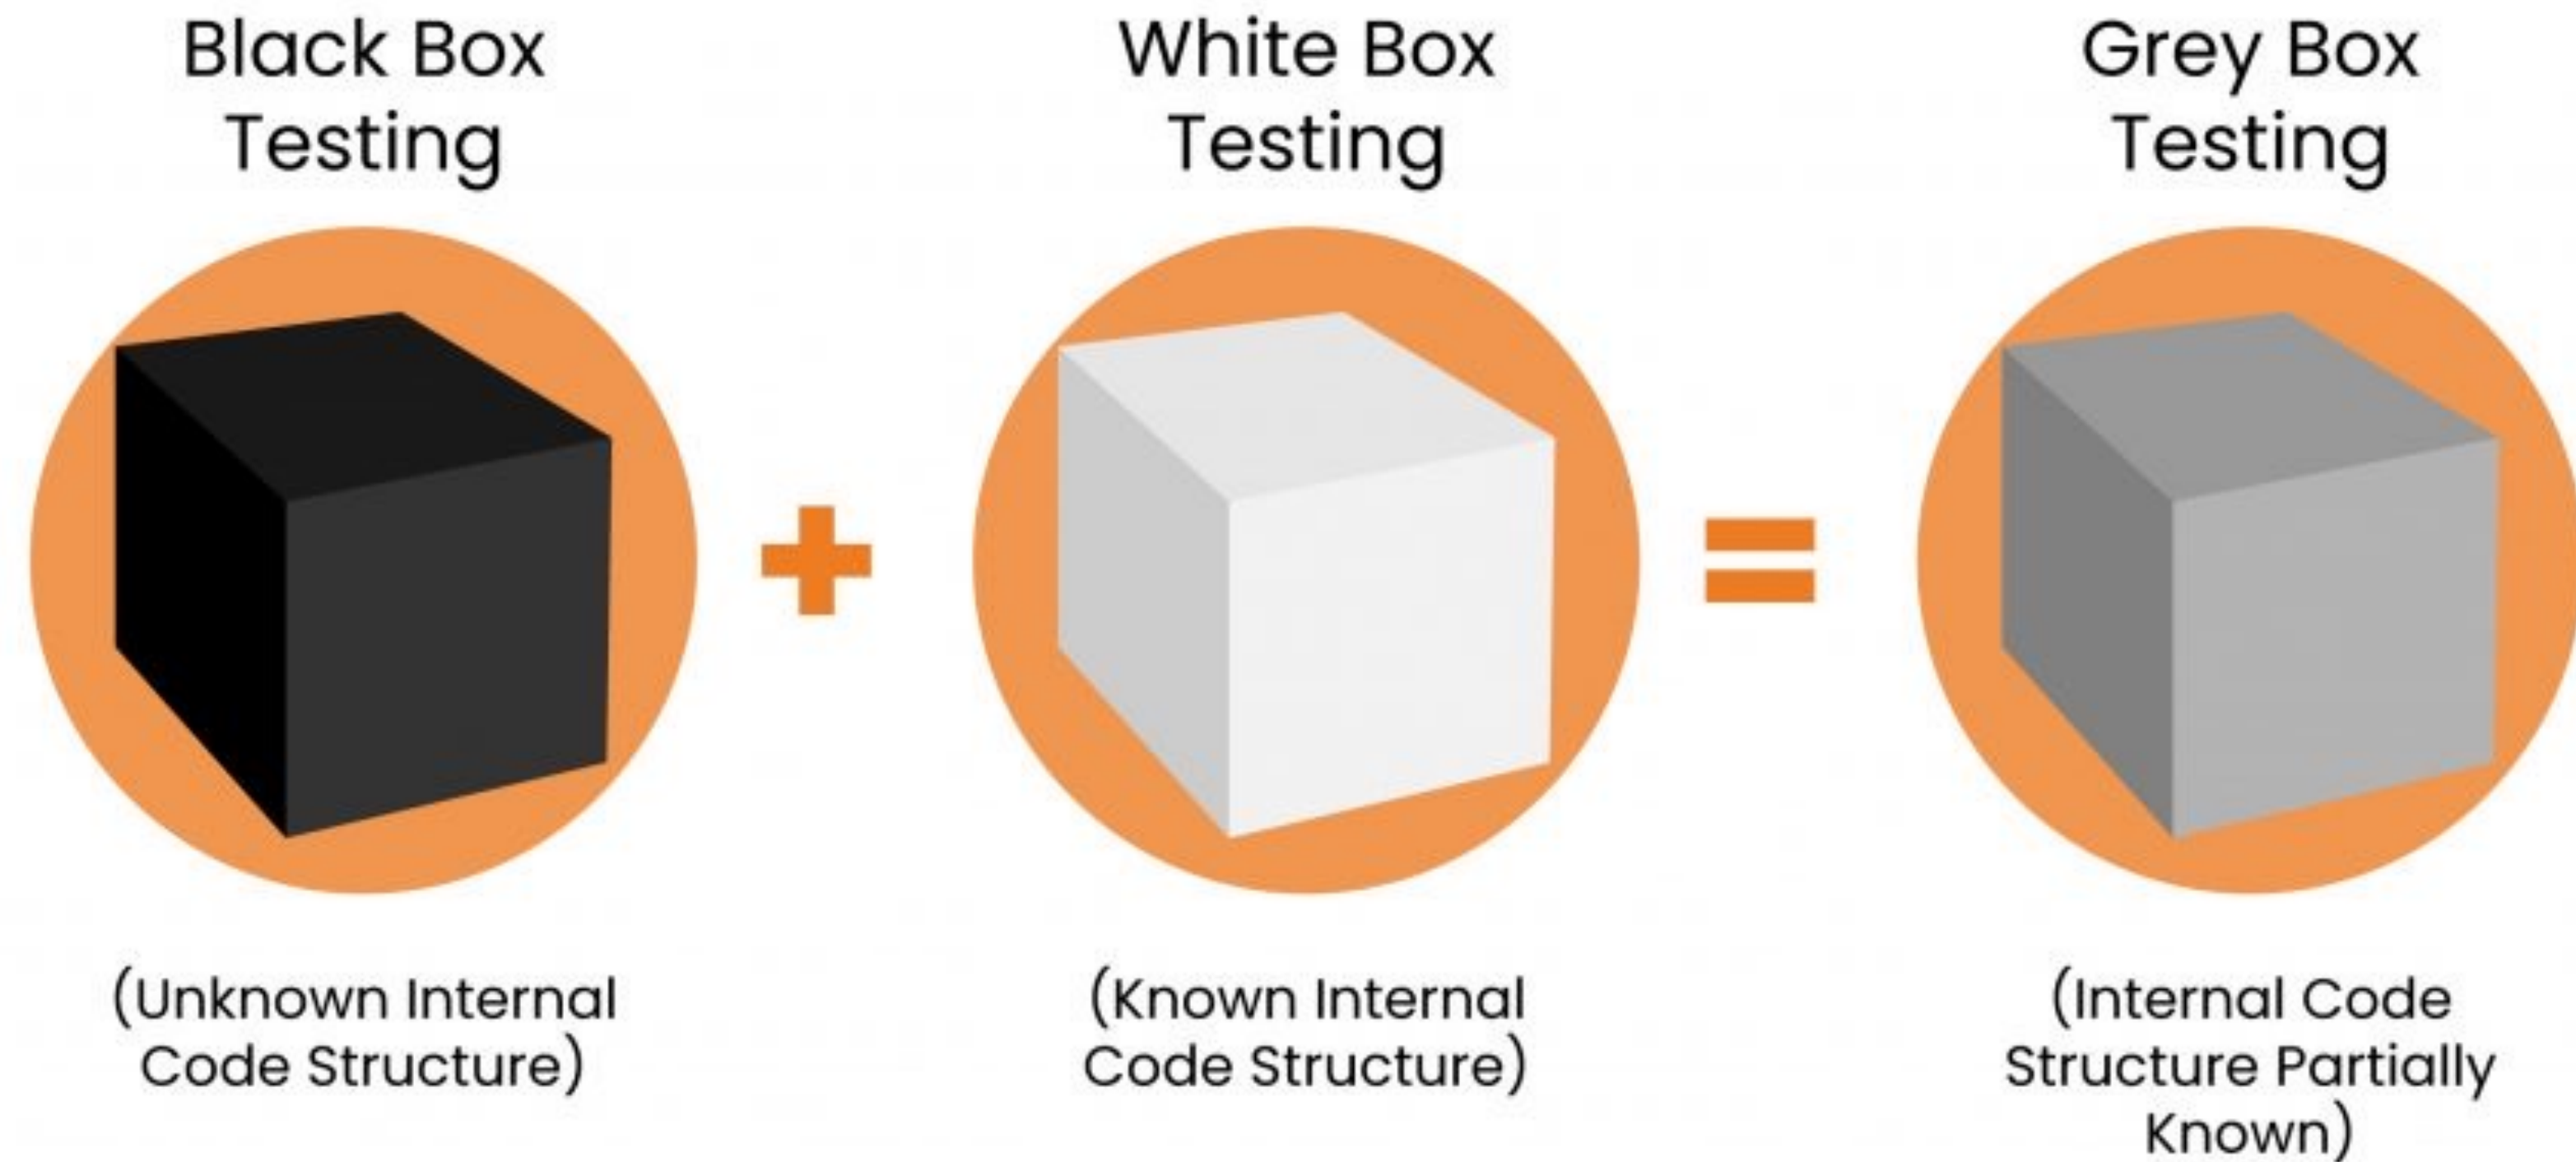 Black Box
Testing
White Box
Testing
Grey Box
Testing
(Unknown Internal
Code Structure)
(Known Internal
Code Structure)
(Internal Code
Structure Partially
Known)